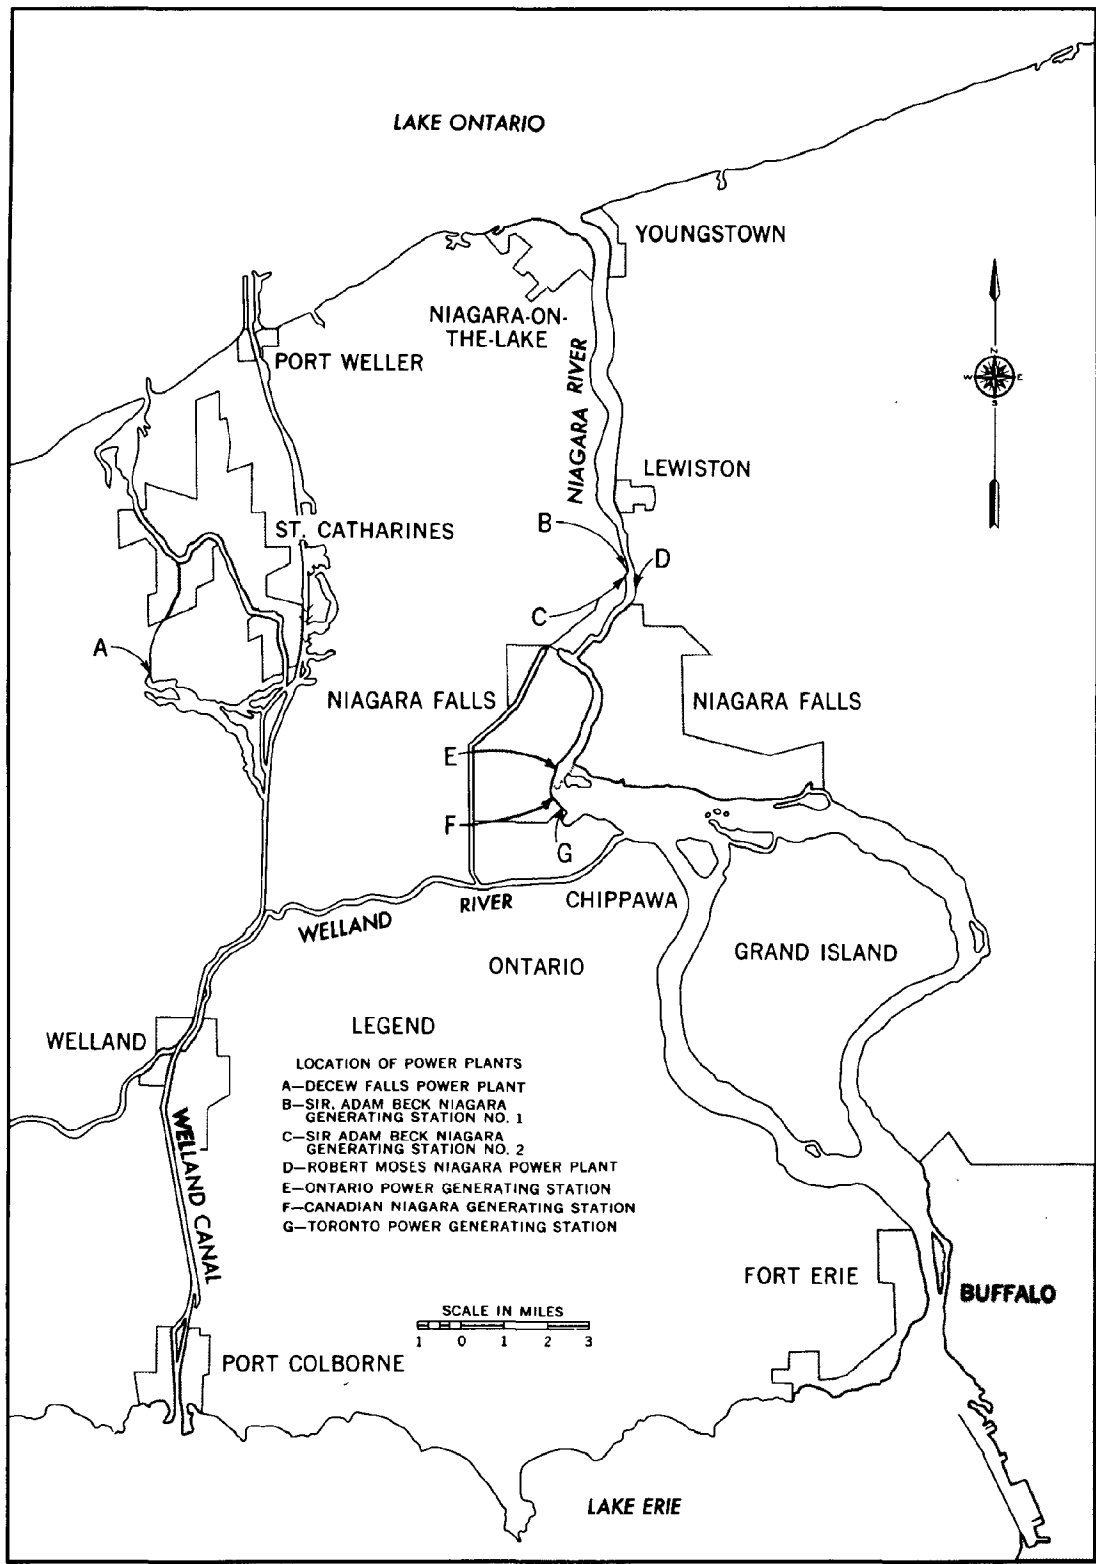 LAKE ONTARIO
YOUNGSTOWN
NIAGARA-ON-
THE-LAKE
PORT WELLER
NIAGARA RIVER
N
W E
S
LEWISTON
ST. CATHARINES
B
D
C
A
NIAGARA FALLS
NIAGARA FALLS
E
F
G
CHIPPAWA
WELLAND RIVER
GRAND ISLAND
ONTARIO
WELLAND
LEGEND
LOCATION OF POWER PLANTS
A—DECEW FALLS POWER PLANT
B—SIR. ADAM BECK NIAGARA
GENERATING STATION NO. 1
C—SIR ADAM BECK NIAGARA
GENERATING STATION NO. 2
D—ROBERT MOSES NIAGARA POWER PLANT
E—ONTARIO POWER GENERATING STATION
F—CANADIAN NIAGARA GENERATING STATION
G—TORONTO POWER GENERATING STATION
WELLAND CANAL
FORT ERIE
BUFFALO
SCALE IN MILES
1 0 1 2 3
PORT COLBORNE
LAKE ERIE